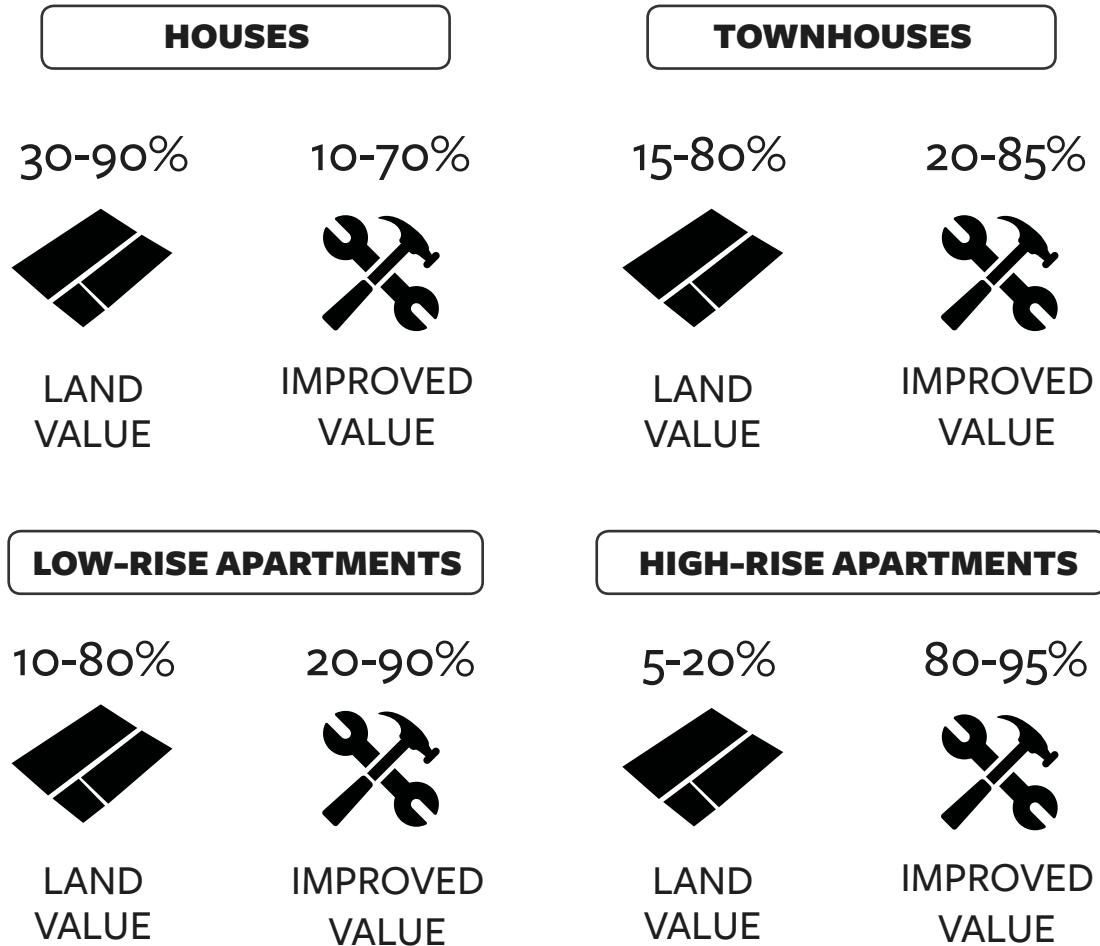 HOUSES
30-90%
10-70%
LAND
VALUE
IMPROVED
VALUE
TOWNHOUSES
15-80%
20-85%
LAND
VALUE
IMPROVED
VALUE
LOW-RISE APARTMENTS
10-80%
20-90%
LAND
VALUE
IMPROVED
VALUE
HIGH-RISE APARTMENTS
5-20%
80-95%
LAND
VALUE
IMPROVED
VALUE